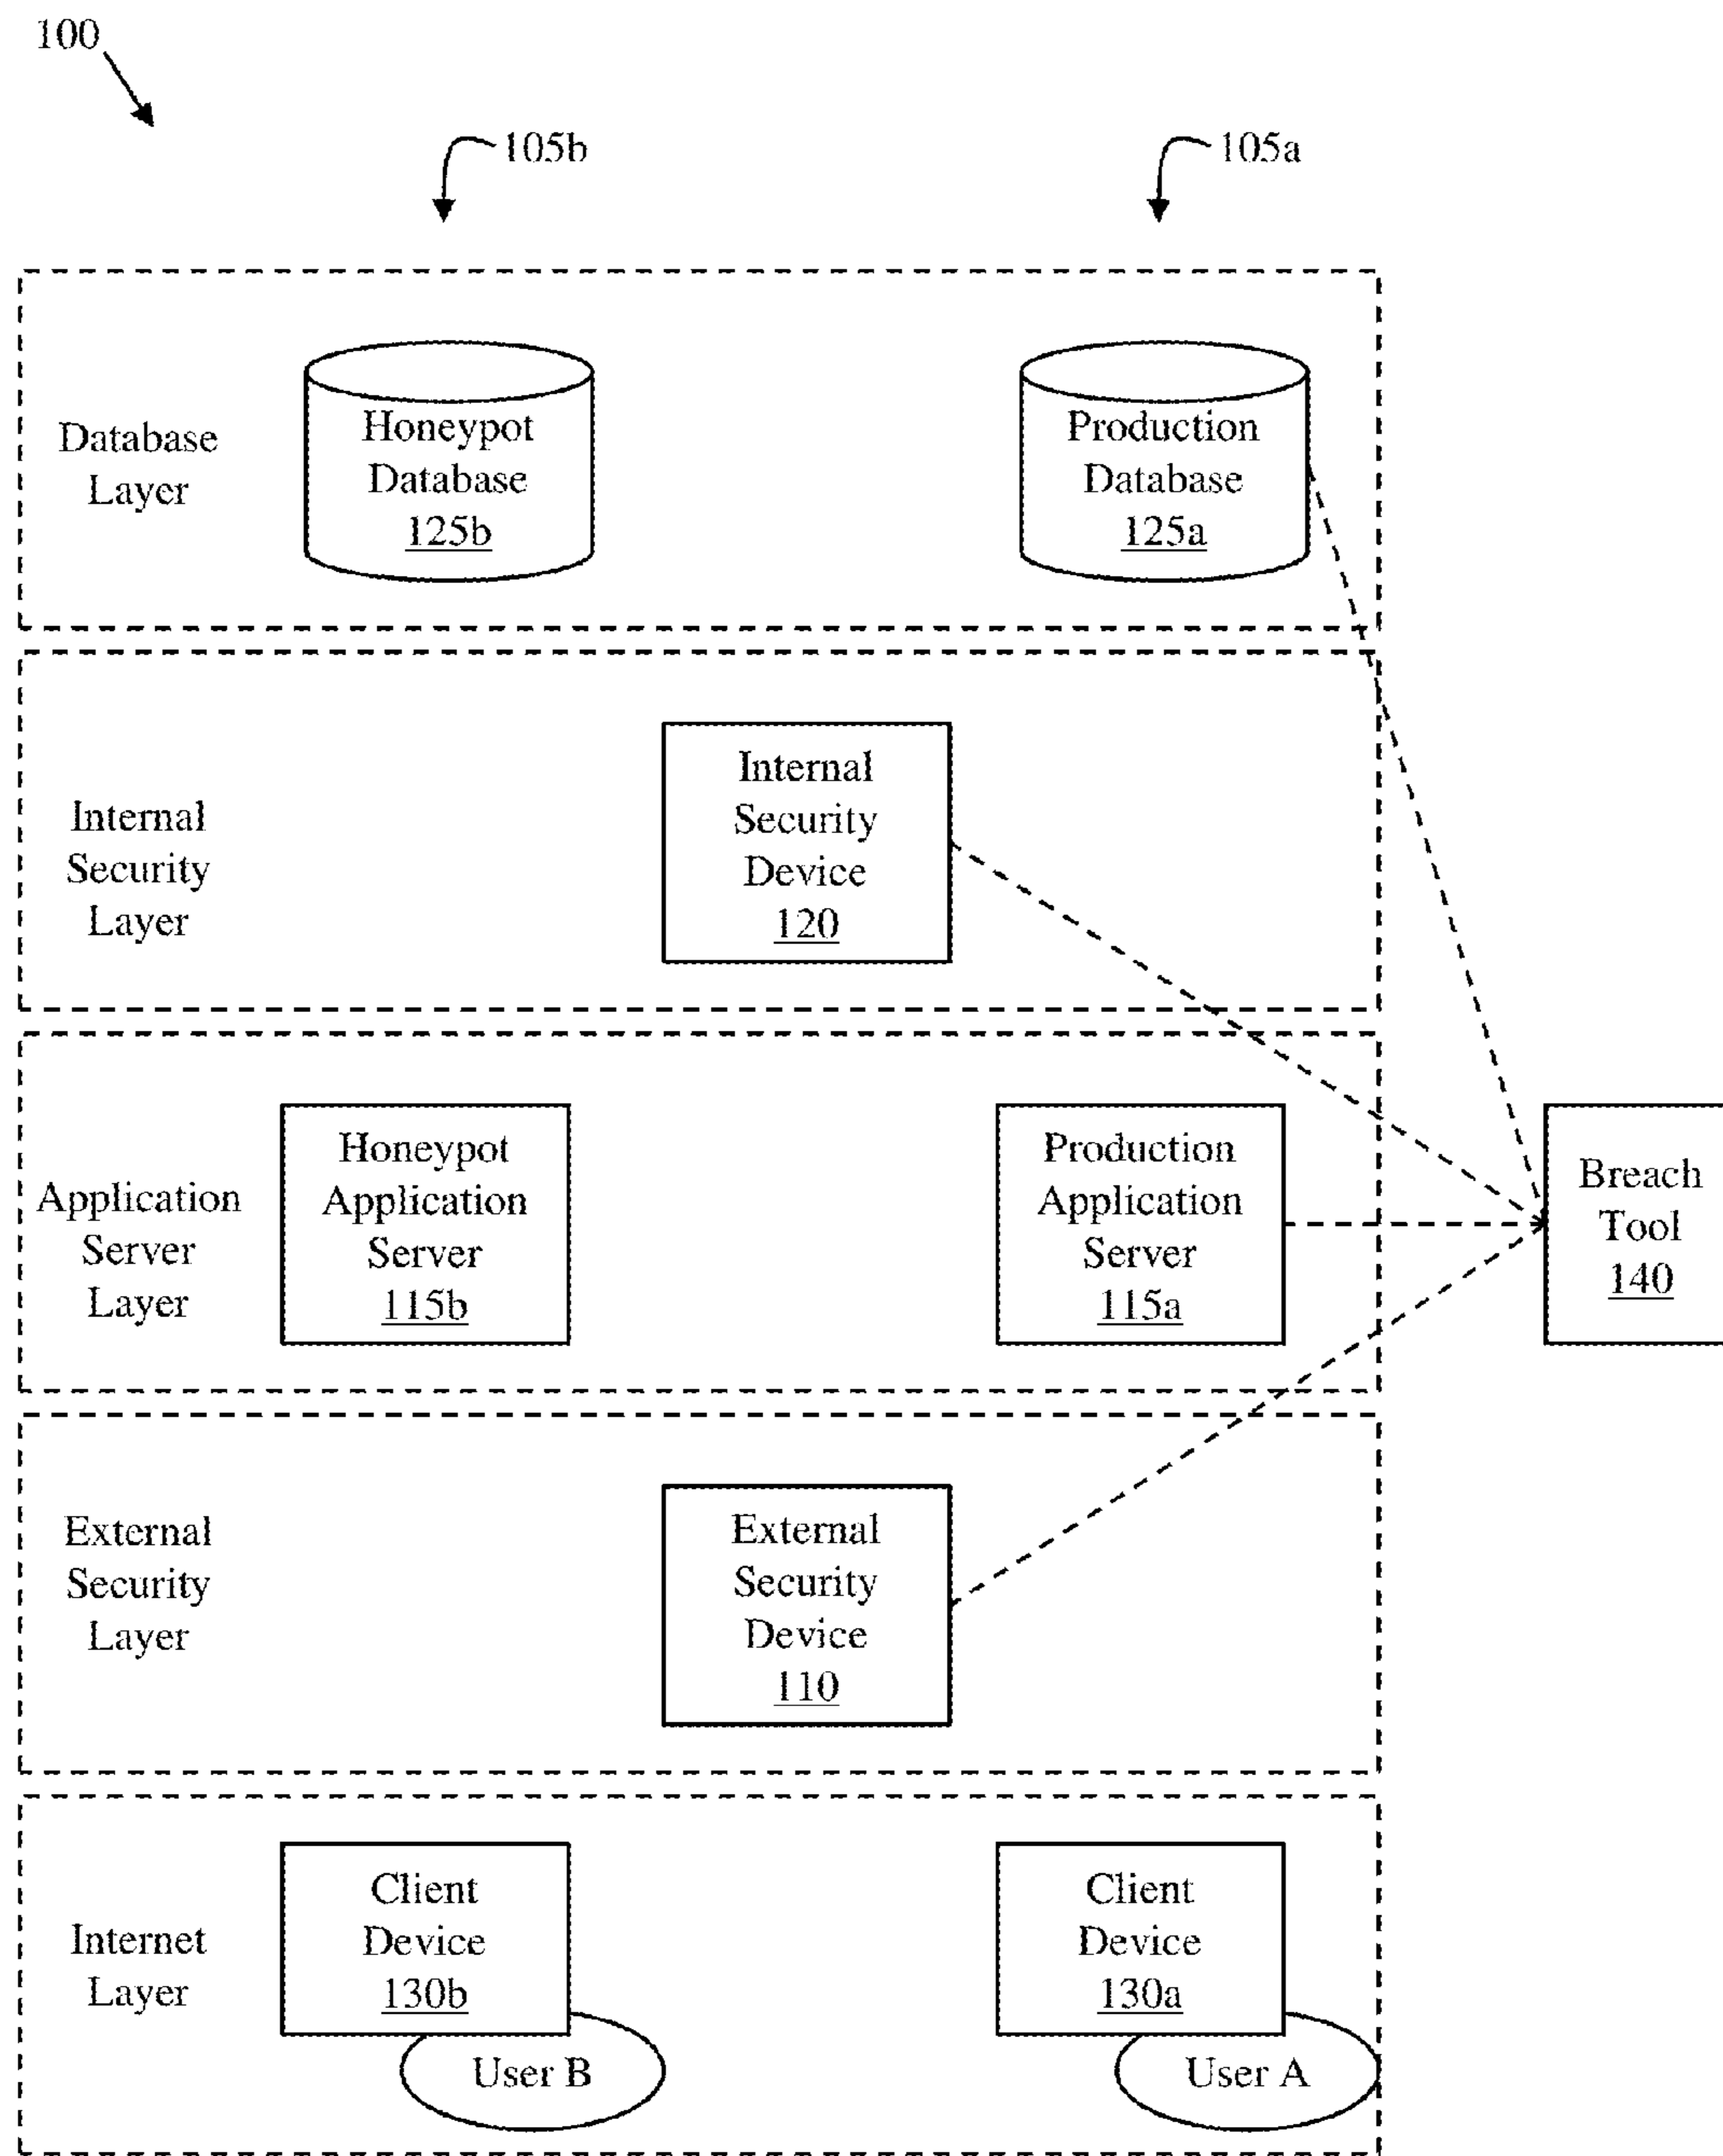 100
105b
105a
Database
Layer
Honeypot
Database
125b
Production
Database
125a
Internal
Security
Layer
Internal
Security
Device
120
Application
Server
Layer
Honeypot
Application
Server
115b
Production
Application
Server
115a
Breach
Tool
140
External
Security
Layer
External
Security
Device
110
Internet
Layer
Client
Device
130b
User B
Client
Device
130a
User A